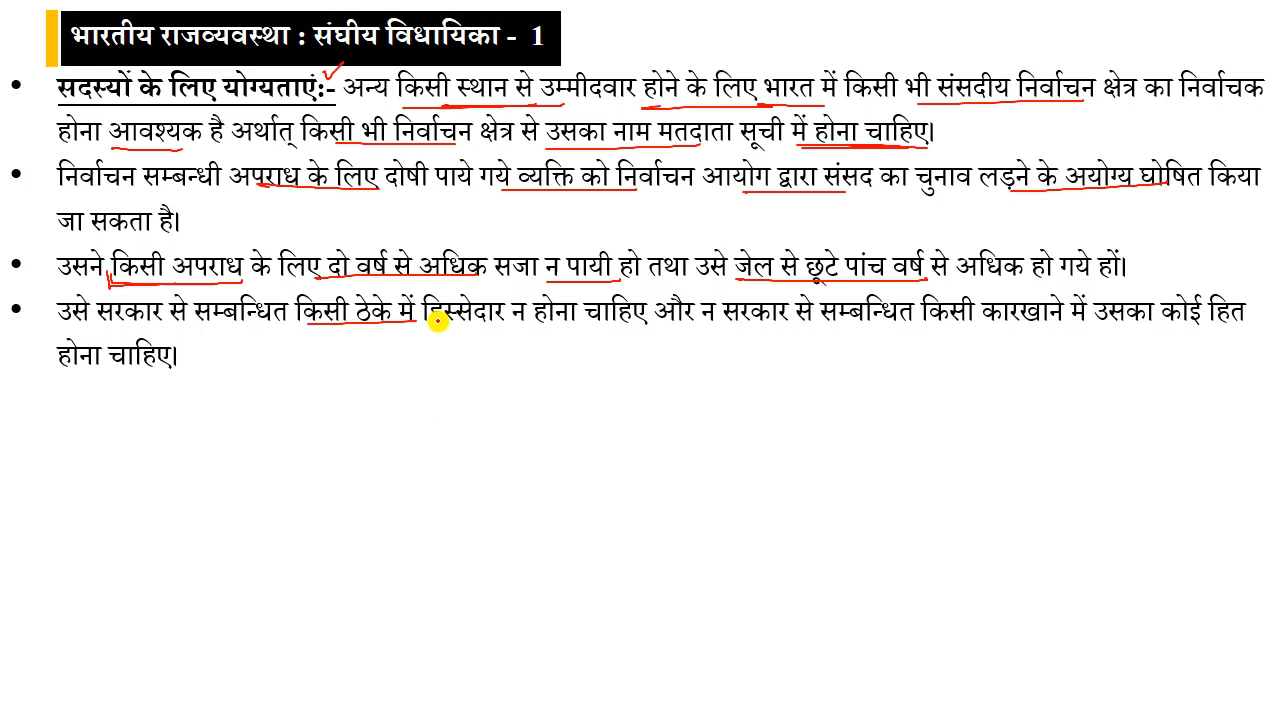 भारतीय राजव्यवस्था : संघीय विधायिका - 1
• सदस्यों के लिए योग्यताएं:- अन्य किसी स्थान से उम्मीदवार होने के लिए भारत में किसी भी संसदीय निर्वाचन क्षेत्र का निर्वाचक
होना आवश्यक है अर्थात् किसी भी निर्वाचन क्षेत्र से उसका नाम मतदाता सूची में होना चाहिए।
• निर्वाचन सम्बन्धी अपराध के लिए दोषी पाये गये व्यक्ति को निर्वाचन आयोग द्वारा संसद का चुनाव लड़ने के अयोग्य घोषित किया
जा सकता है।
• उसने किसी अपराध के लिए दो वर्ष से अधिक सजा न पायी हो तथा उसे जेल से छूटे पांच वर्ष से अधिक हो गये हों।
• उसे सरकार से सम्बन्धित किसी ठेके में हिस्सेदार न होना चाहिए और न सरकार से सम्बन्धित किसी कारखाने में उसका कोई हित
होना चाहिए।